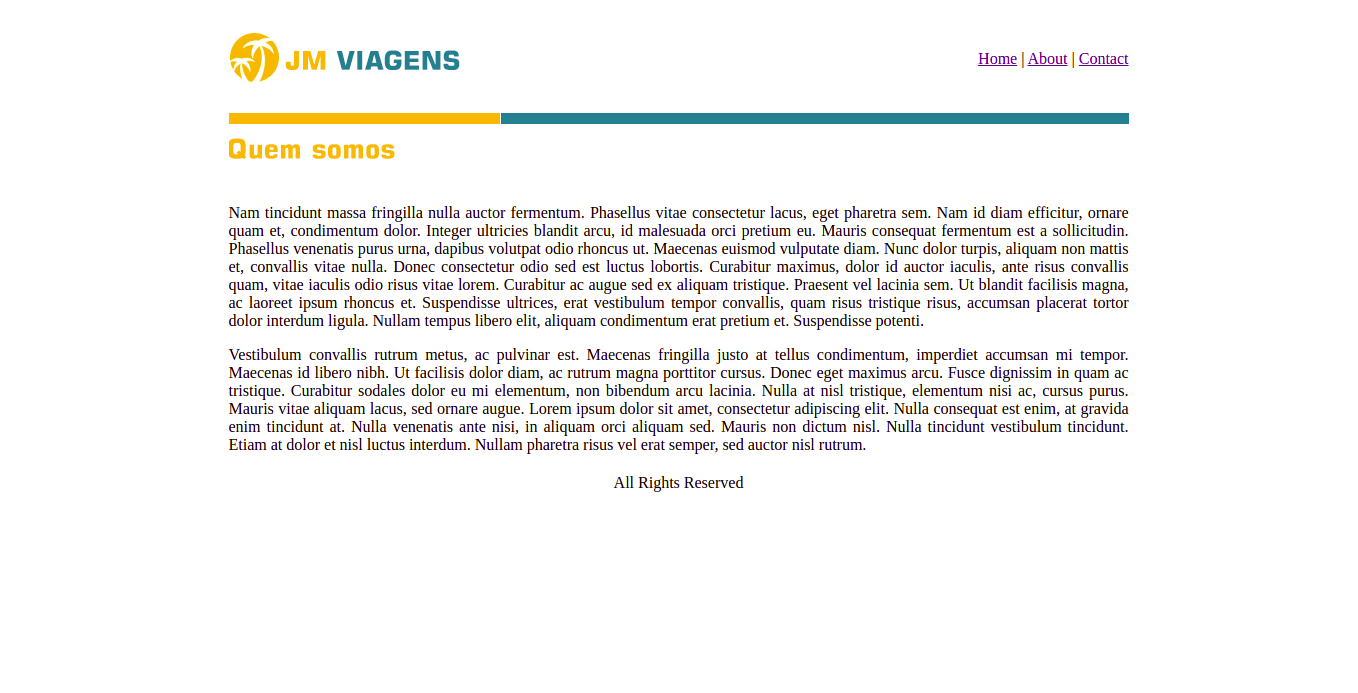 JM VIAGENS
Home | About | Contact
Quem somos
Nam tincidunt massa fringilla nulla auctor fermentum. Phasellus vitae consectetur lacus, eget pharetra sem. Nam id diam efficitur, ornare
quam et, condimentum dolor. Integer ultricies blandit arcu, id malesuada orci pretium eu. Mauris consequat fermentum est a sollicitudin.
Phasellus venenatis purus urna, dapibus volutpat odio rhoncus ut. Maecenas euismod vulputate diam. Nunc dolor turpis, aliquam non mattis
et, convallis vitae nulla. Donec consectetur odio sed est luctus lobortis. Curabitur maximus, dolor id auctor iaculis, ante risus convallis
quam, vitae iaculis odio risus vitae lorem. Curabitur ac augue sed ex aliquam tristique. Praesent vel lacinia sem. Ut blandit facilisis magna,
ac laoreet ipsum rhoncus et. Suspendisse ultrices, erat vestibulum tempor convallis, quam risus tristique risus, accumsan placerat tortor
dolor interdum ligula. Nullam tempus libero elit, aliquam condimentum erat pretium et. Suspendisse potenti.
Vestibulum convallis rutrum metus, ac pulvinar est. Maecenas fringilla justo at tellus condimentum, imperdiet accumsan mi tempor.
Maecenas id libero nibh. Ut facilisis dolor diam, ac rutrum magna porttitor cursus. Donec eget maximus arcu. Fusce dignissim in quam ac
tristique. Curabitur sodales dolor eu mi elementum, non bibendum arcu lacinia. Nulla at nisl tristique, elementum nisi ac, cursus purus.
Mauris vitae aliquam lacus, sed ornare augue. Lorem ipsum dolor sit amet, consectetur adipiscing elit. Nulla consequat est enim, at gravida
enim tincidunt at. Nulla venenatis ante nisi, in aliquam orci aliquam sed. Mauris non dictum nisl. Nulla tincidunt vestibulum tincidunt.
Etiam at dolor et nisl luctus interdum. Nullam pharetra risus vel erat semper, sed auctor nisl rutrum.
All Rights Reserved